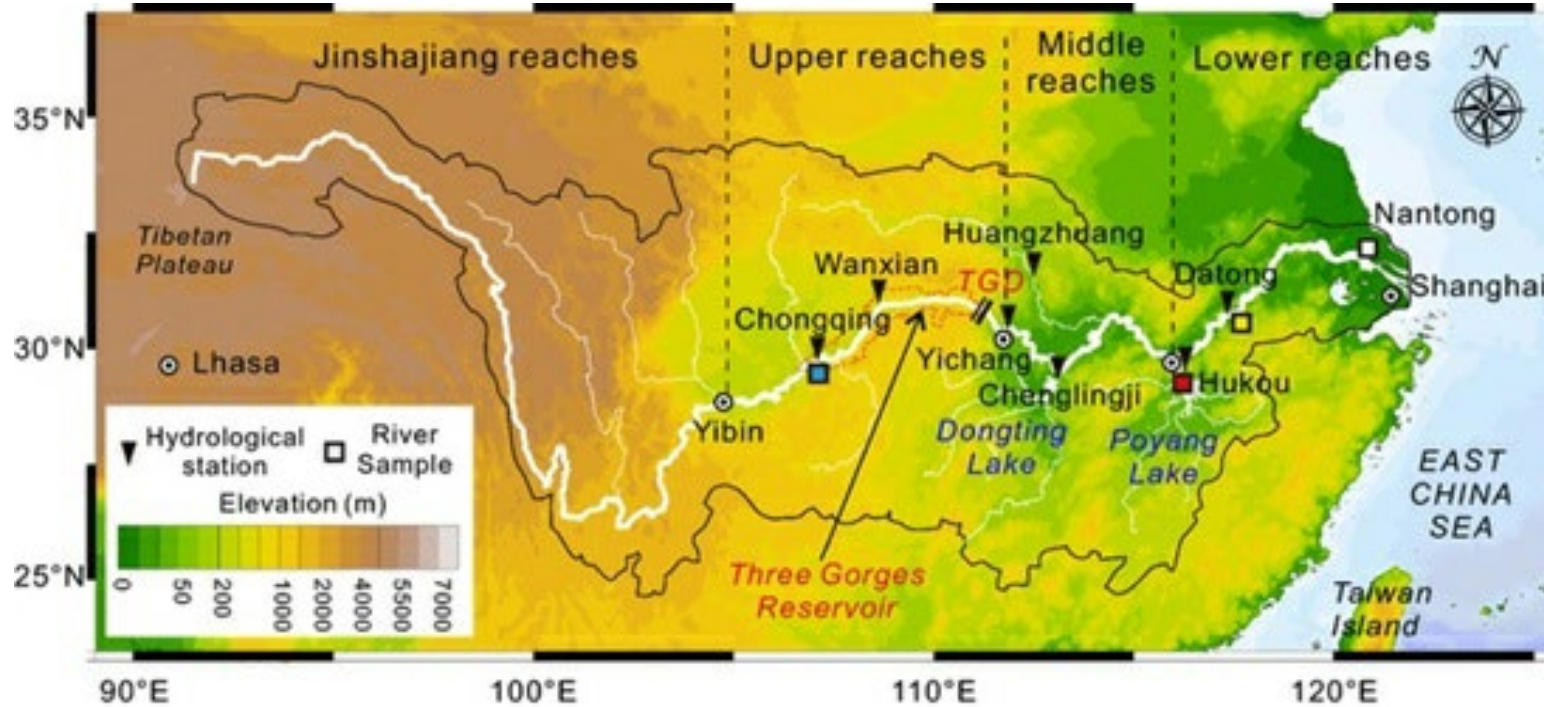 Jinshajiang reaches
Upper reaches
Middle
reaches
Lower reaches
N
35°N
30°N
25°N
Tibetan
Plateau
Lhasa
Huangzhuang
Nantong
Wanxian
TGD
Datong
Shanghai
Chongqing
Yichang
Chenglingji
Hukou
Yibin
Dongting
Lake
Poyang
Lake
EAST
CHINA
SEA
Three Gorges
Reservoir
Taiwan
Island
Hydrological
station
River
Sample
Elevation (m)
0
50
200
1000
20000
4000
5500
7000
90°E
100°E
110°E
120°E